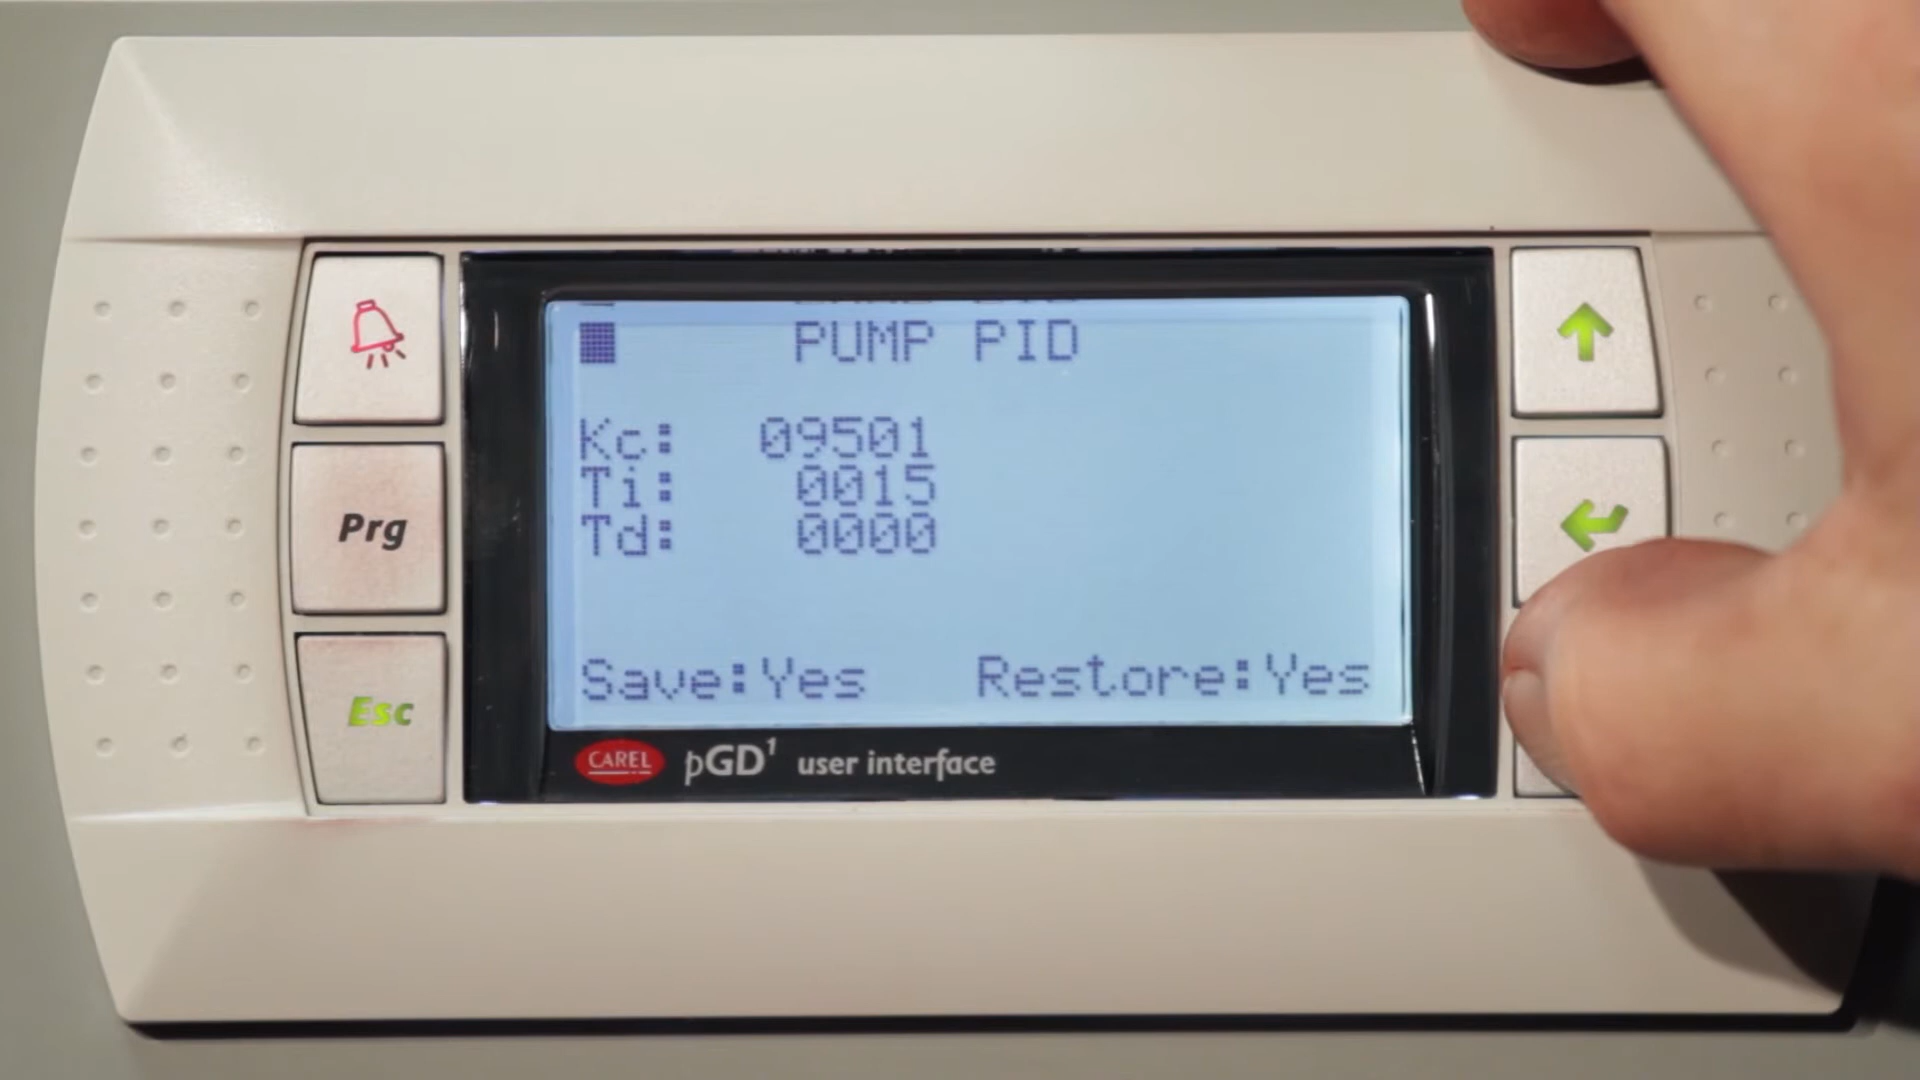 PUMP PID
Kc: 09501
Ti: 0015
Td: 0000
Save:Yes Restore:Yes
Prg
Esc
CAREL pGD¹ user interface